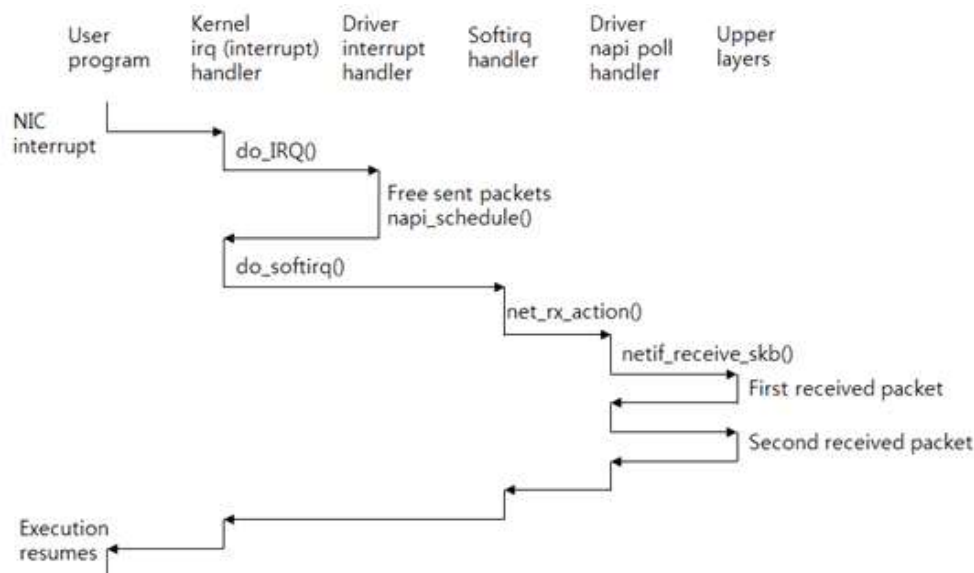 User
program
Kernel
irq (interrupt)
handler
Driver
interrupt
handler
Softirq
handler
Driver
napi poll
handler
Upper
layers
NIC
interrupt
do_IRQ()
Free sent packets
napi_schedule()
do_softirq()
net_rx_action()
netif_receive_skb()
First received packet
Second received packet
Execution
resumes